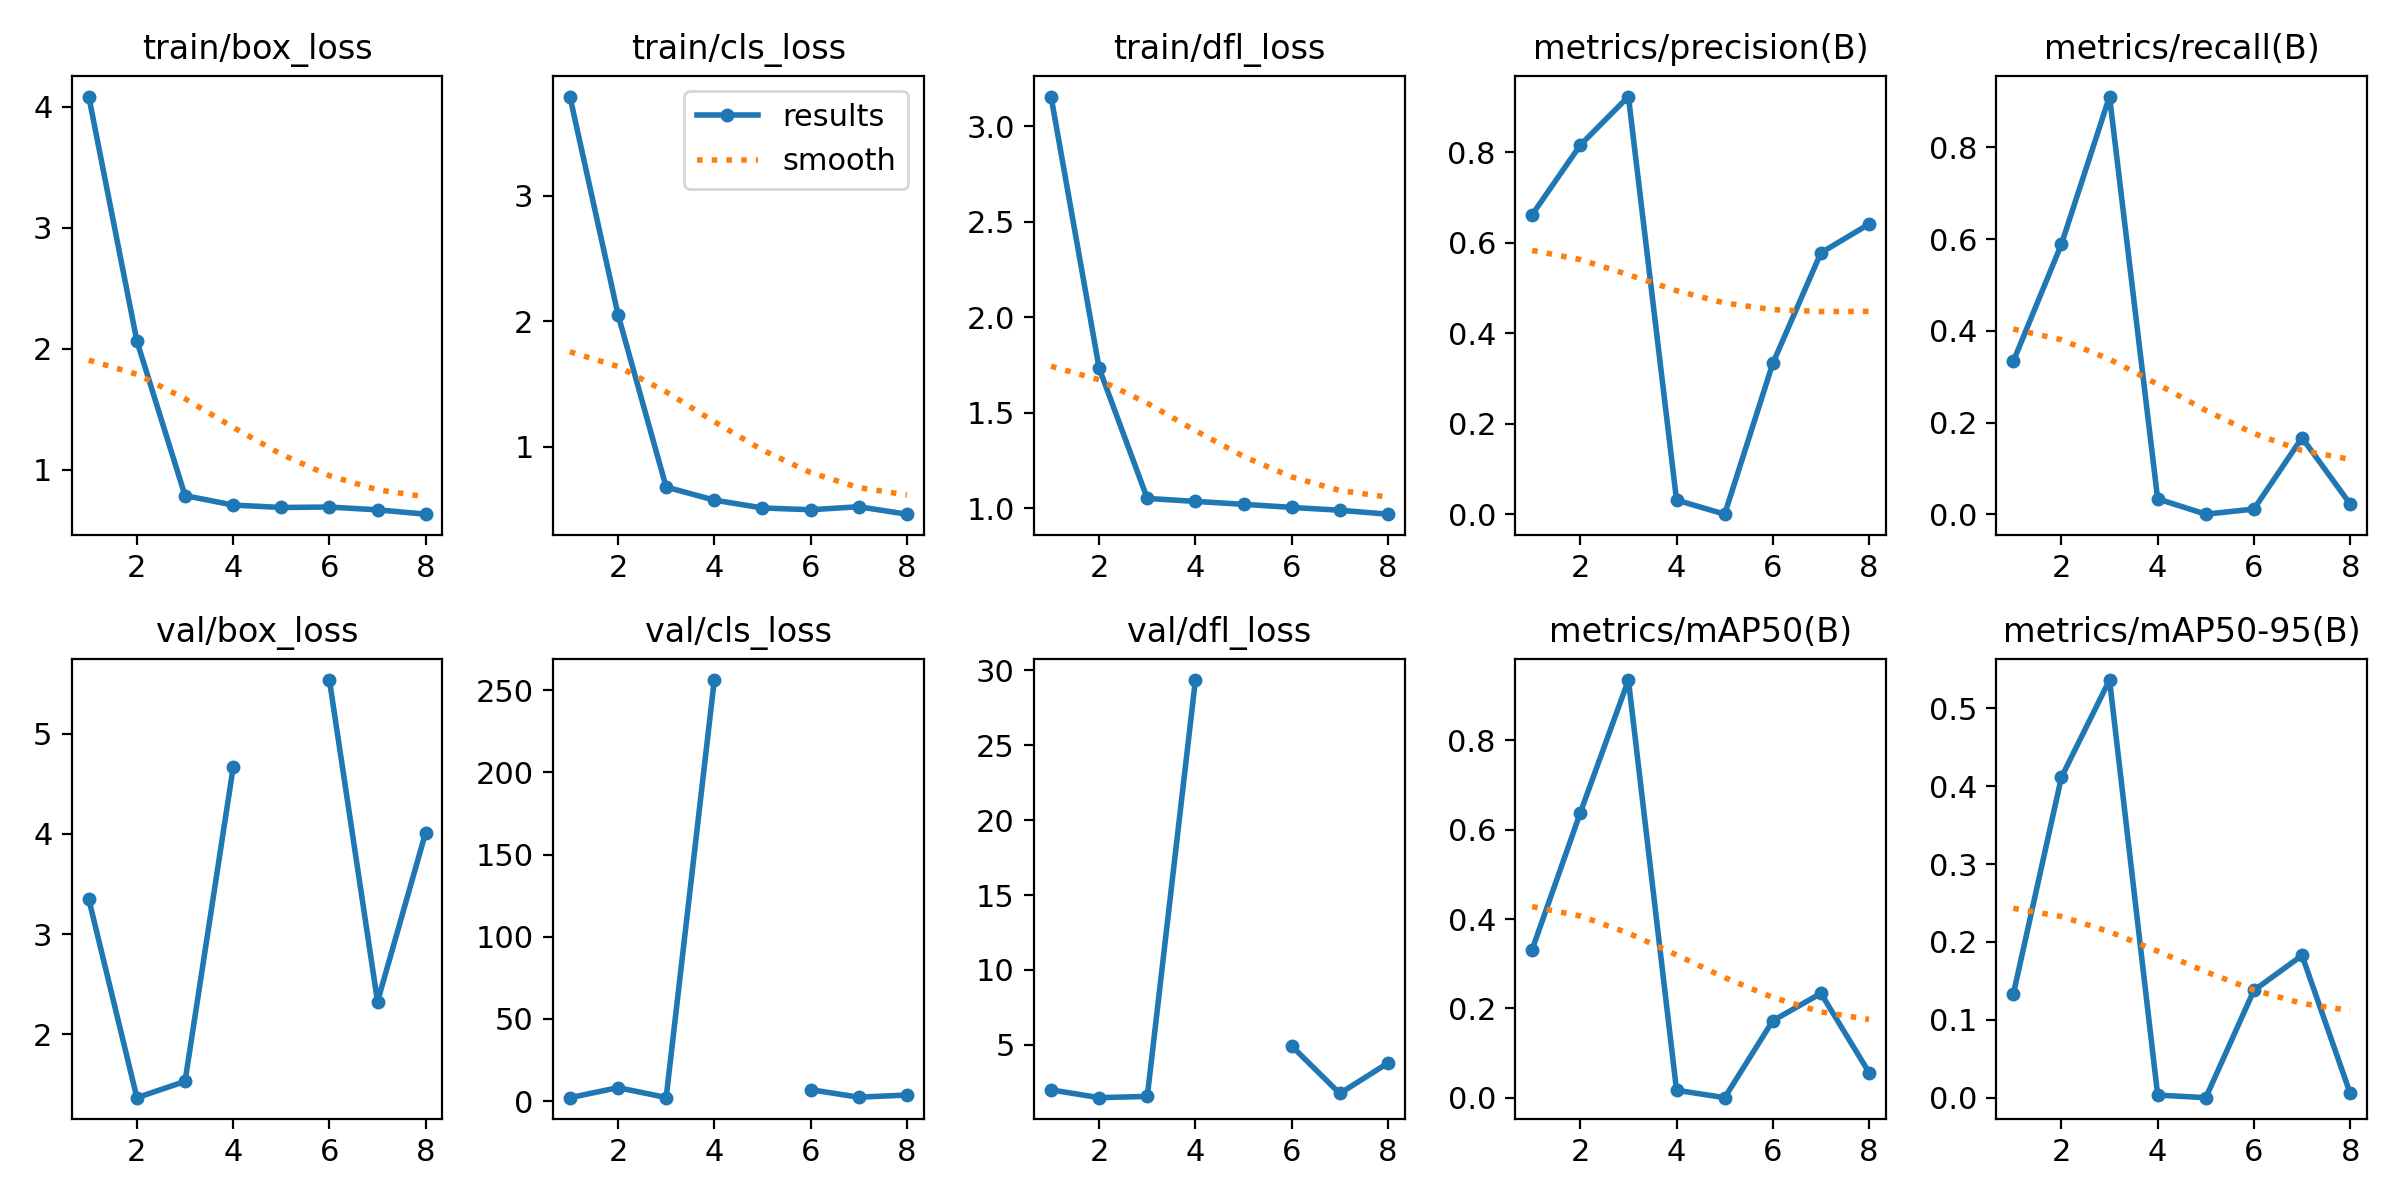 train/box_loss
4
3
2
1
2 4 6 8
train/cls_loss
results
smooth
3
2
1
2 4 6 8
train/dfl_loss
3.0
2.5
2.0
1.5
1.0
2 4 6 8
metrics/precision(B)
0.8
0.6
0.4
0.2
0.0
2 4 6 8
metrics/recall(B)
0.8
0.6
0.4
0.2
0.0
2 4 6 8
val/box_loss
5
4
3
2
2 4 6 8
val/cls_loss
250
200
150
100
50
0
2 4 6 8
val/dfl_loss
30
25
20
15
10
5
2 4 6 8
metrics/mAP50(B)
0.8
0.6
0.4
0.2
0.0
2 4 6 8
metrics/mAP50-95(B)
0.5
0.4
0.3
0.2
0.1
0.0
2 4 6 8